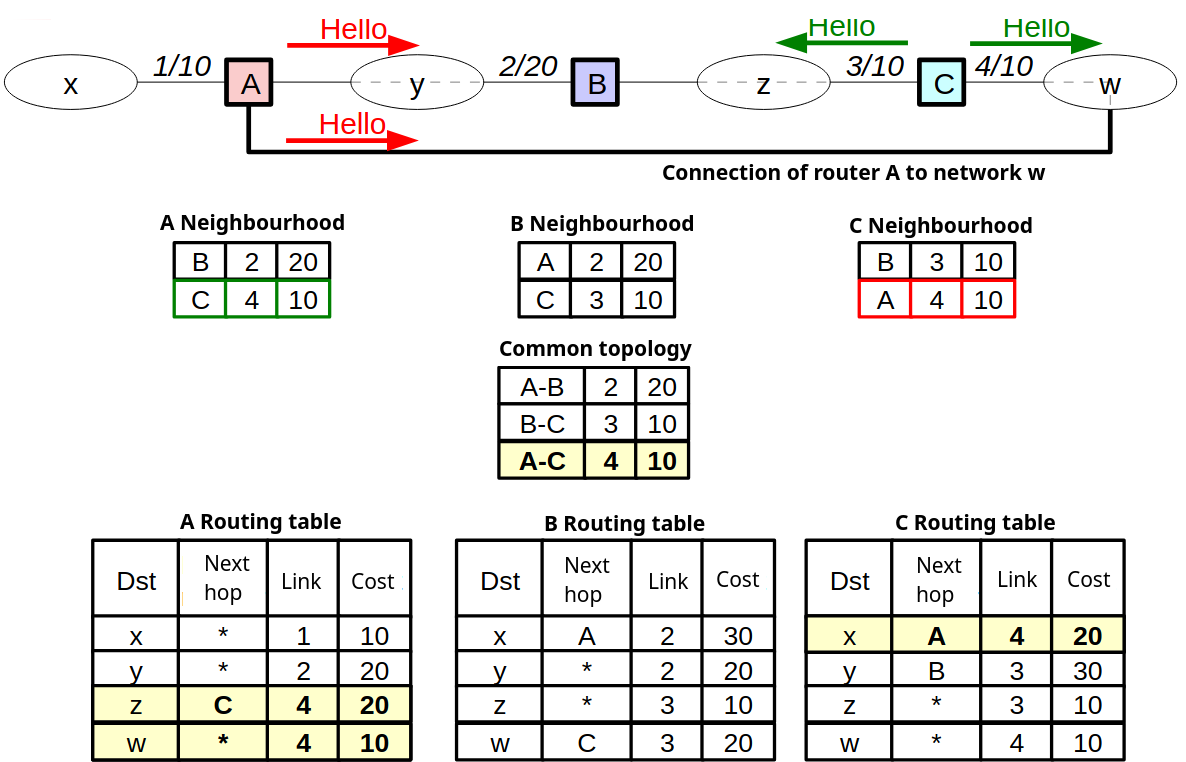 Hello Hello Hello
x 1/10 A y 2/20 B z 3/10 C 4/10 w
Hello
Connection of router A to network w
A Neighbourhood
B 2 20
C 4 10
B Neighbourhood
A 2 20
C 3 10
C Neighbourhood
B 3 10
A 4 10
Common topology
A-B 2 20
B-C 3 10
A-C 4 10
A Routing table
Dst Next hop Link Cost
x * 1 10
y * 2 20
z C 4 20
w * 4 10
B Routing table
Dst Next hop Link Cost
x A 2 30
y * 2 20
z * 3 10
w C 3 20
C Routing table
Dst Next hop Link Cost
x A 4 20
y B 3 30
z * 3 10
w * 4 10